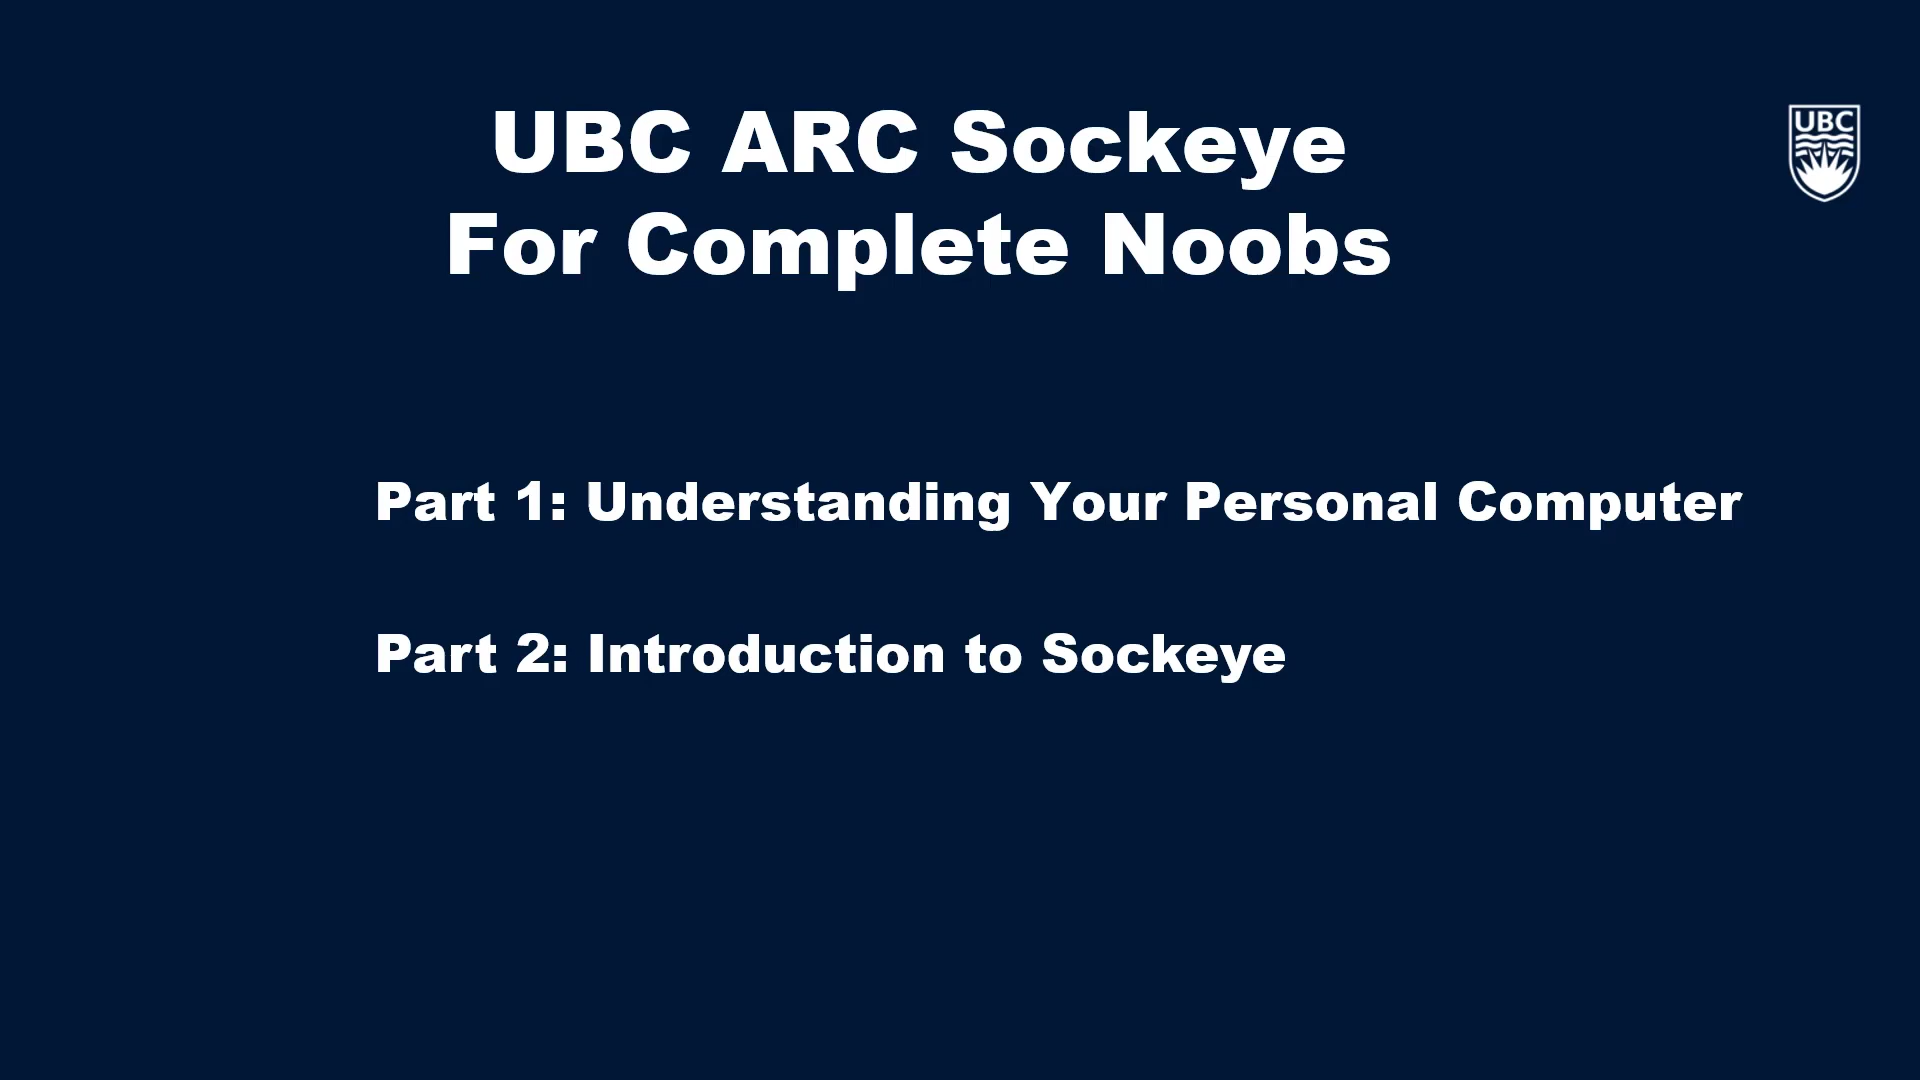 UBC ARC Sockeye
For Complete Noobs
UBC
Part 1: Understanding Your Personal Computer
Part 2: Introduction to Sockeye